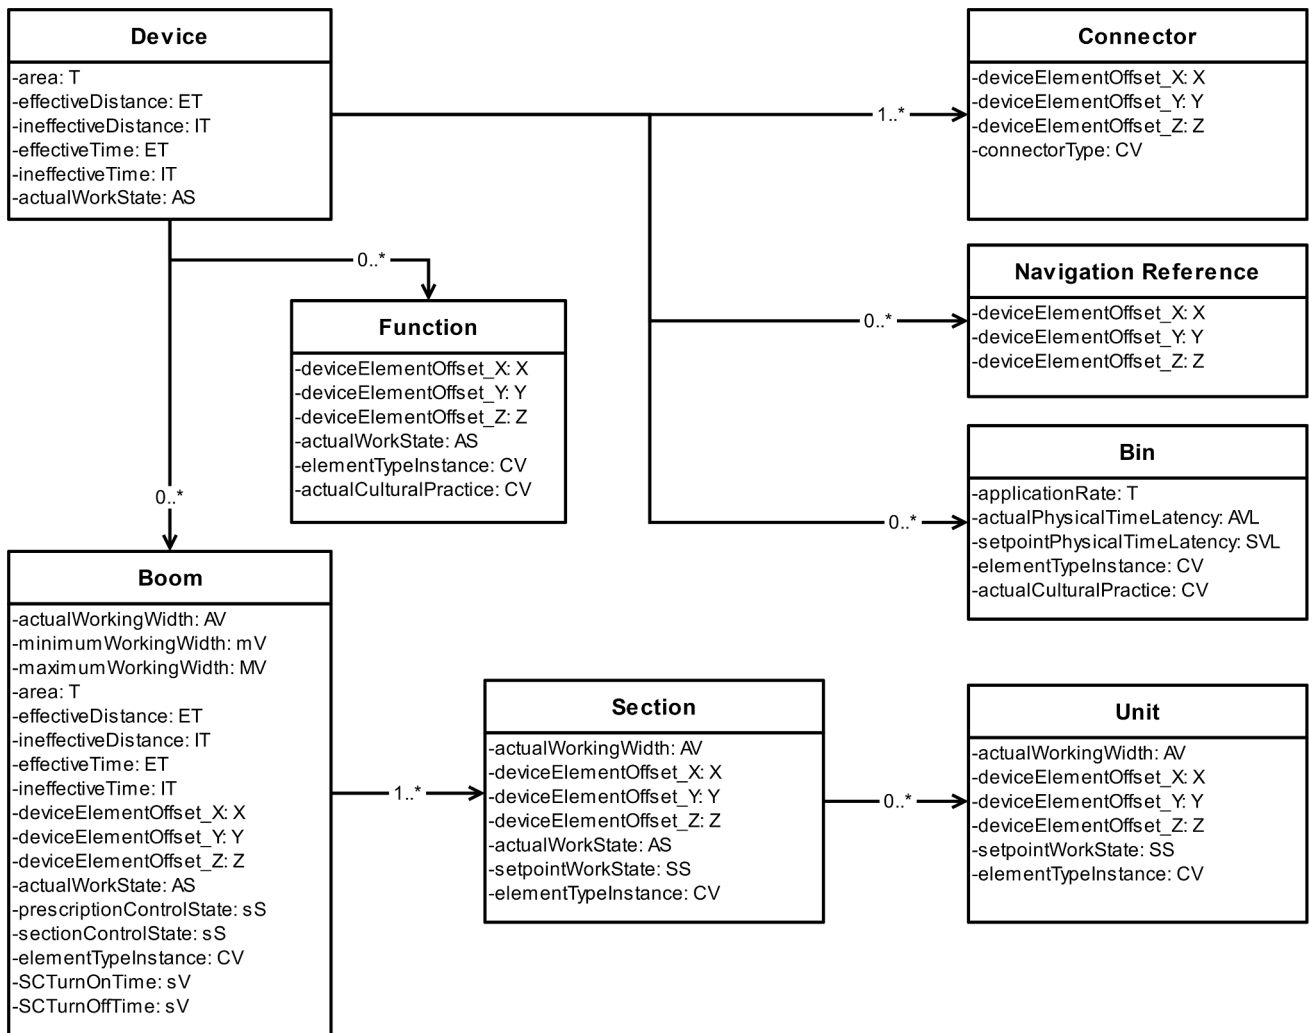 Device
-area: T
-effectiveDistance: ET
-ineffectiveDistance: IT
-effectiveTime: ET
-ineffectiveTime: IT
-actualWorkState: AS
Connector
-deviceElementOffset_X: X
-deviceElementOffset_Y: Y
-deviceElementOffset_Z: Z
-connectorType: CV
1..*
Navigation Reference
-deviceElementOffset_X: X
-deviceElementOffset_Y: Y
-deviceElementOffset_Z: Z
0..*
0..*
Function
-deviceElementOffset_X: X
-deviceElementOffset_Y: Y
-deviceElementOffset_Z: Z
-actualWorkState: AS
-elementTypeInstance: CV
-actualCulturalPractice: CV
Bin
-applicationRate: T
-actualPhysicalTimeLatency: AVL
-setpointPhysicalTimeLatency: SVL
-elementTypeInstance: CV
-actualCulturalPractice: CV
0..*
0..*
Boom
-actualWorkingWidth: AV
-minimumWorkingWidth: mV
-maximumWorkingWidth: MV
-area: T
-effectiveDistance: ET
-ineffectiveDistance: IT
-effectiveTime: ET
-ineffectiveTime: IT
-deviceElementOffset_X: X
-deviceElementOffset_Y: Y
-deviceElementOffset_Z: Z
-actualWorkState: AS
-prescriptionControlState: sS
-sectionControlState: sS
-elementTypeInstance: CV
-SCTurnOnTime: sV
-SCTurnOffTime: sV
1..*
Section
-actualWorkingWidth: AV
-deviceElementOffset_X: X
-deviceElementOffset_Y: Y
-deviceElementOffset_Z: Z
-actualWorkState: AS
-setpointWorkState: SS
-elementTypeInstance: CV
0..*
Unit
-actualWorkingWidth: AV
-deviceElementOffset_X: X
-deviceElementOffset_Y: Y
-deviceElementOffset_Z: Z
-setpointWorkState: SS
-elementTypeInstance: CV